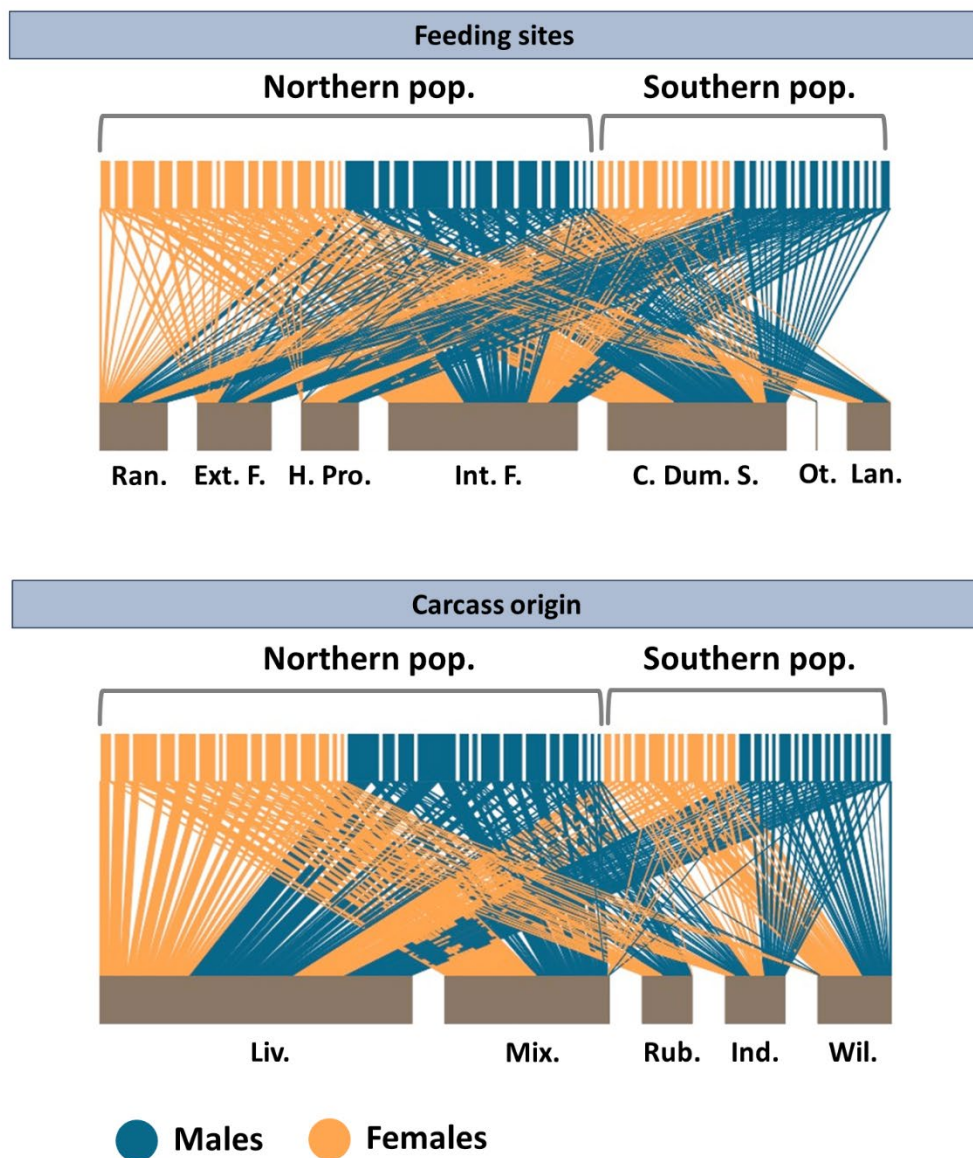 Feeding sites
Northern pop. Southern pop.
Ran. Ext. F. H. Pro. Int. F. C. Dum. S. Ot. Lan.
Carcass origin
Northern pop. Southern pop.
Liv. Mix. Rub. Ind. Wil.
Males Females